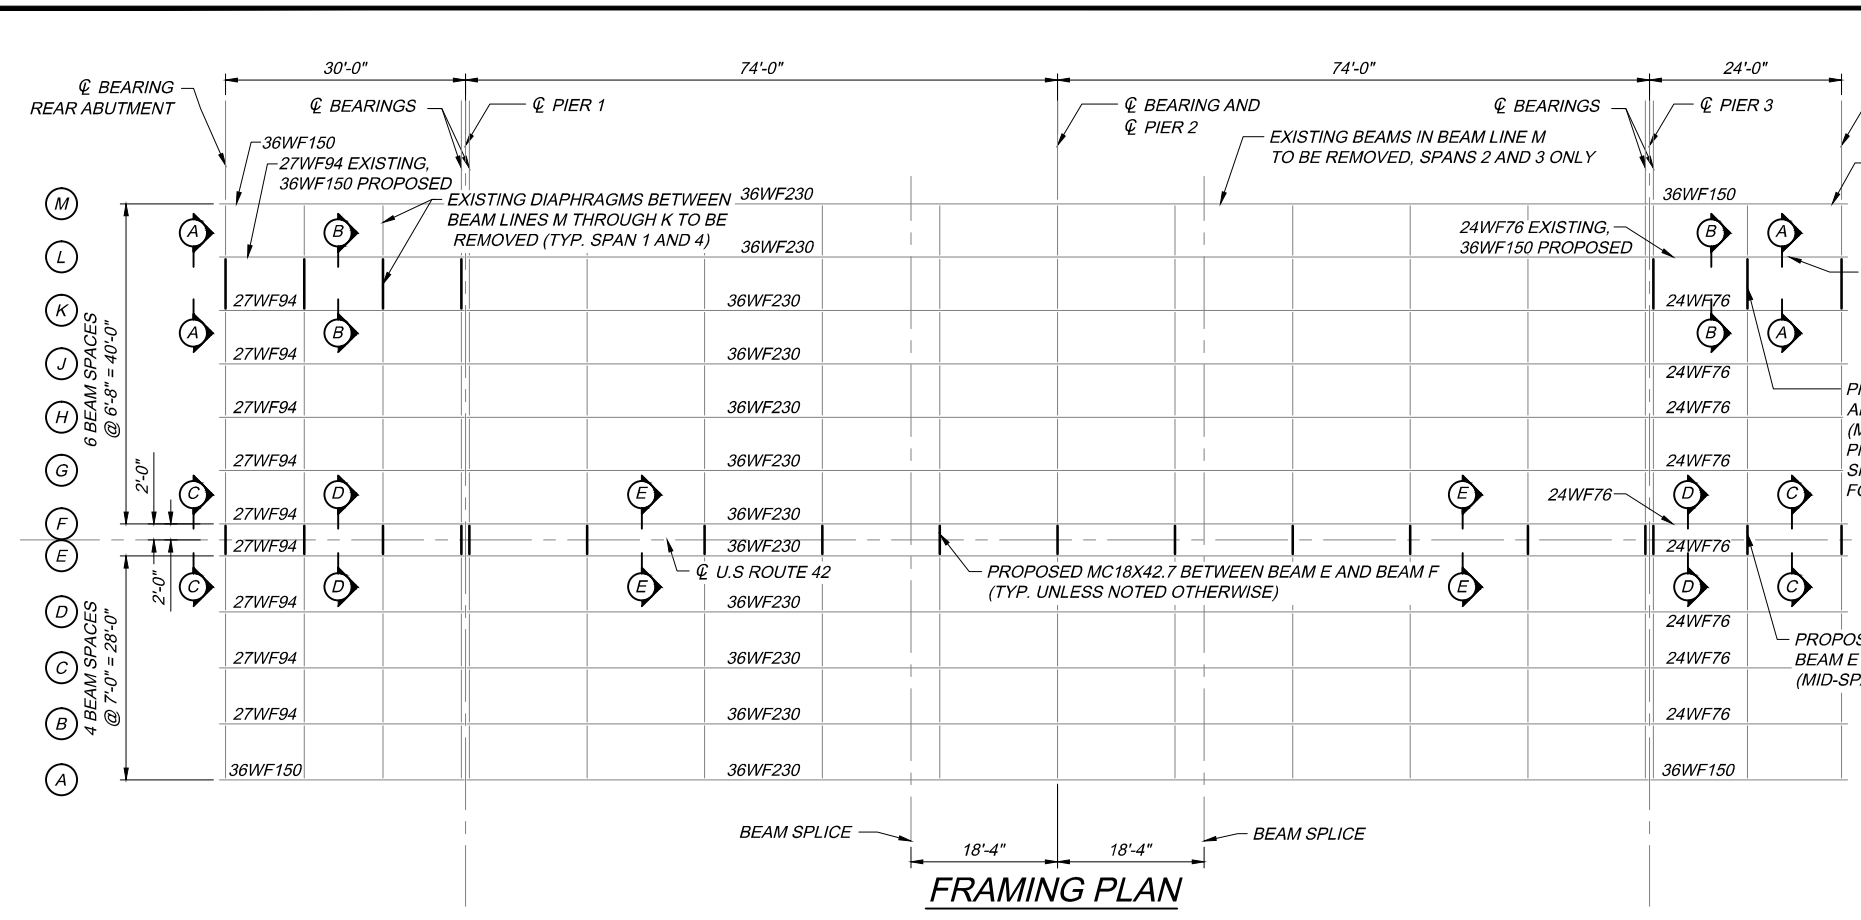 30'-0"
74'-0"
74'-0"
24'-0"
℄ BEARING
REAR ABUTMENT
℄ BEARINGS
℄ PIER 1
℄ BEARING AND
℄ PIER 2
℄ BEARINGS
℄ PIER 3
36WF150
27WF94 EXISTING,
36WF150 PROPOSED
EXISTING DIAPHRAGMS BETWEEN
BEAM LINES M THROUGH K TO BE
REMOVED (TYP. SPAN 1 AND 4)
EXISTING BEAMS IN BEAM LINE M
TO BE REMOVED, SPANS 2 AND 3 ONLY
24WF76 EXISTING,
36WF150 PROPOSED
M
36WF230
36WF150
A
B
B
A
L
36WF230
K
27WF94
36WF230
24WF76
A
B
B
A
J
27WF94
36WF230
24WF76
H
27WF94
36WF230
24WF76
G
27WF94
36WF230
24WF76
6 BEAM SPACES
@ 6'-8" = 40'-0"
2'-0"
C
D
E
E
24WF76
D
C
F
27WF94
36WF230
E
27WF94
36WF230
24WF76
2'-0"
℄ U.S ROUTE 42
PROPOSED MC18X42.7 BETWEEN BEAM E AND BEAM F
(TYP. UNLESS NOTED OTHERWISE)
C
D
E
E
D
C
D
27WF94
36WF230
24WF76
C
27WF94
36WF230
24WF76
B
27WF94
36WF230
24WF76
A
36WF150
36WF230
36WF150
4 BEAM SPACES
@ 7'-0" = 28'-0"
BEAM E
BEAM SPLICE
18'-4"
18'-4"
BEAM SPLICE
FRAMING PLAN